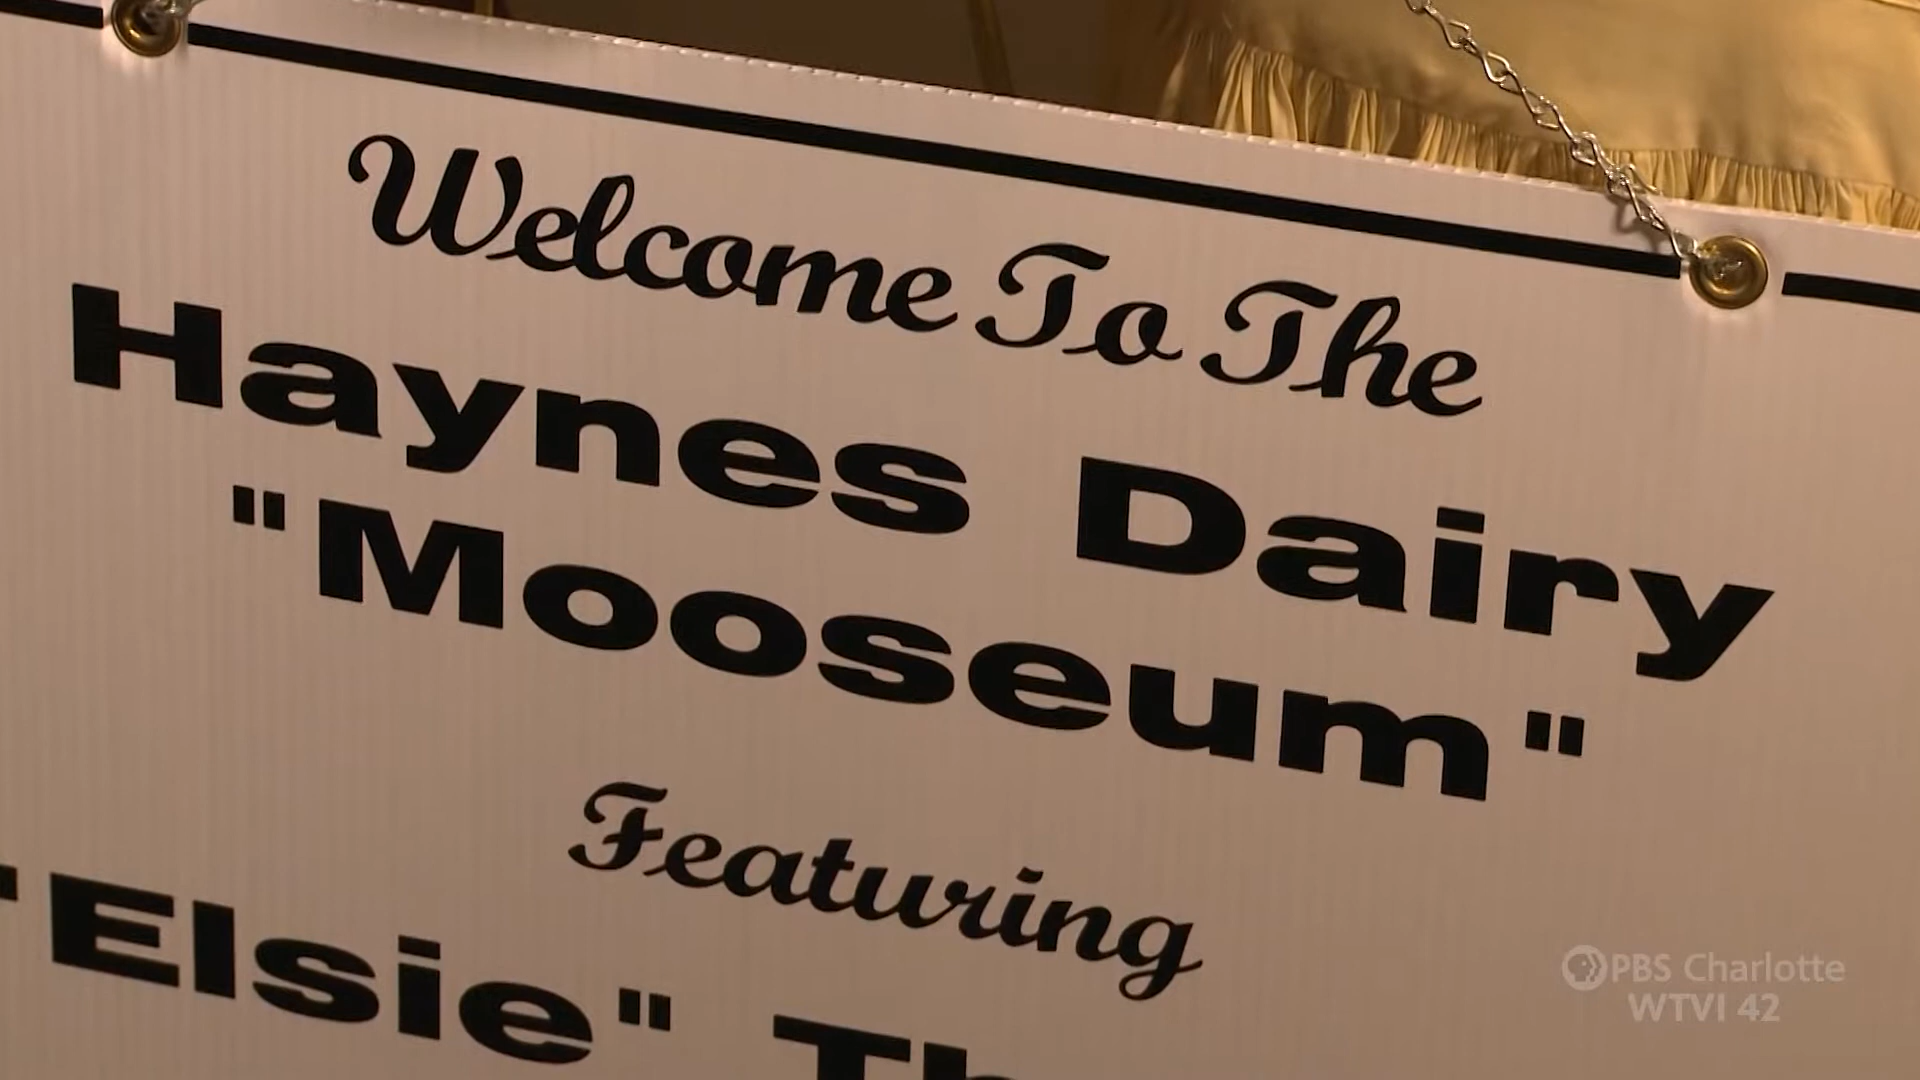 Welcome To The
Haynes Dairy
"Mooseum"
Featuring
"Elsie" Th
PBS Charlotte
WTVI 42